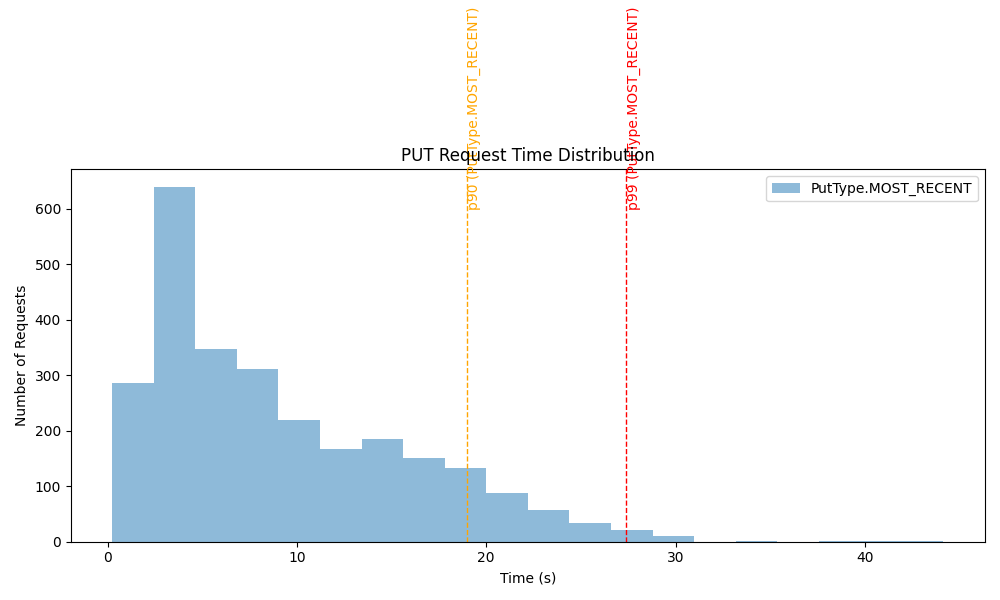 p90 (PutType.MOST_RECENT)
p99 (PutType.MOST_RECENT)
PUT Request Time Distribution
PutType.MOST_RECENT
Number of Requests
600
500
400
300
200
100
0
0
10
20
30
40
Time (s)